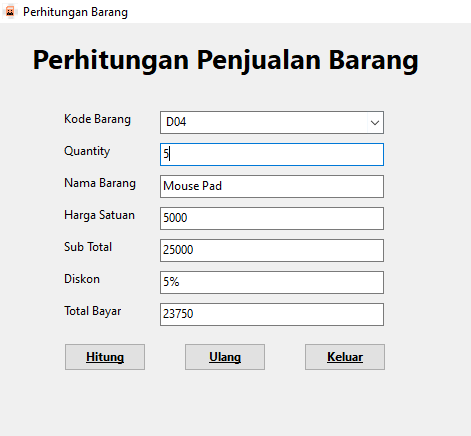 Perhitungan Barang
Perhitungan Penjualan Barang
Kode Barang D04
Quantity 5
Nama Barang Mouse Pad
Harga Satuan 5000
Sub Total 25000
Diskon 5%
Total Bayar 23750
Hitung Ulang Keluar